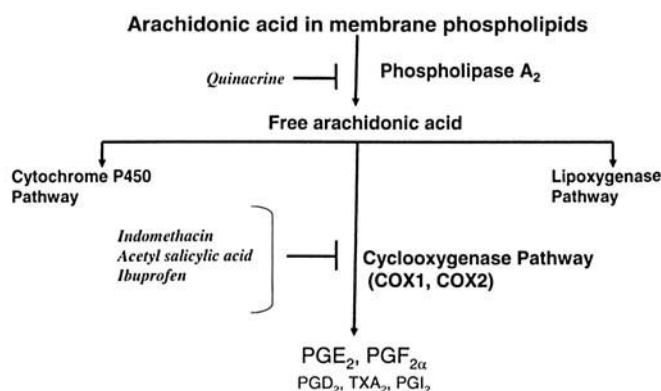 Arachidonic acid in membrane phospholipids
Quinacrine
Phospholipase A₂
Free arachidonic acid
Cytochrome P450
Pathway
Lipoxygenase
Pathway
Indomethacin
Acetyl salicylic acid
Ibuprofen
Cyclooxygenase Pathway
(COX1, COX2)
PGE₂, PGF₂α
PGD₂, TXA₂, PGI₂